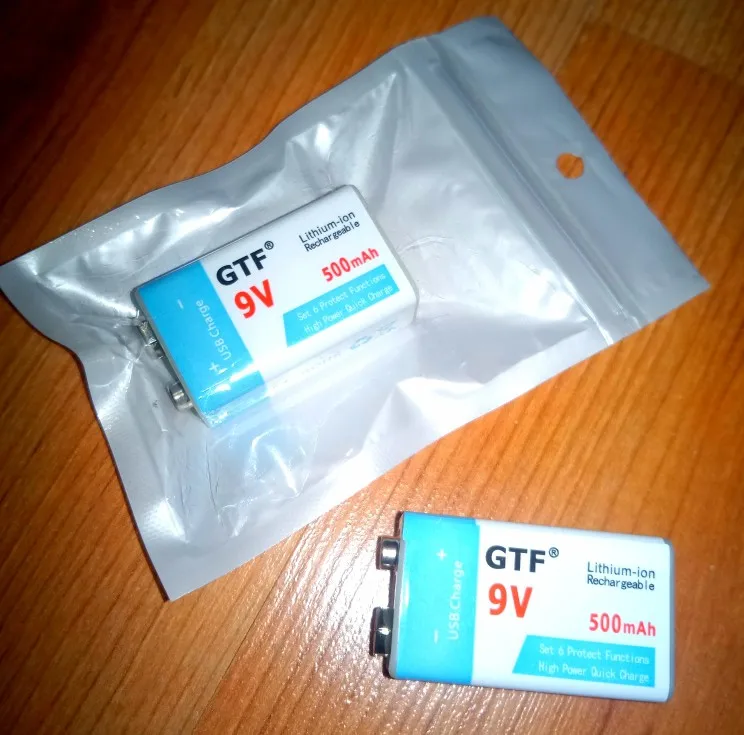 GTF®
Lithium-ion
Rechargeable
9V
500mAh
Set 6 Protect Functions
High Power Quick Charge
- USB Charge +
GTF®
Lithium-ion
Rechargeable
9V
500mAh
Set 6 Protect Functions
High Power Quick Charge
- USB Charge +